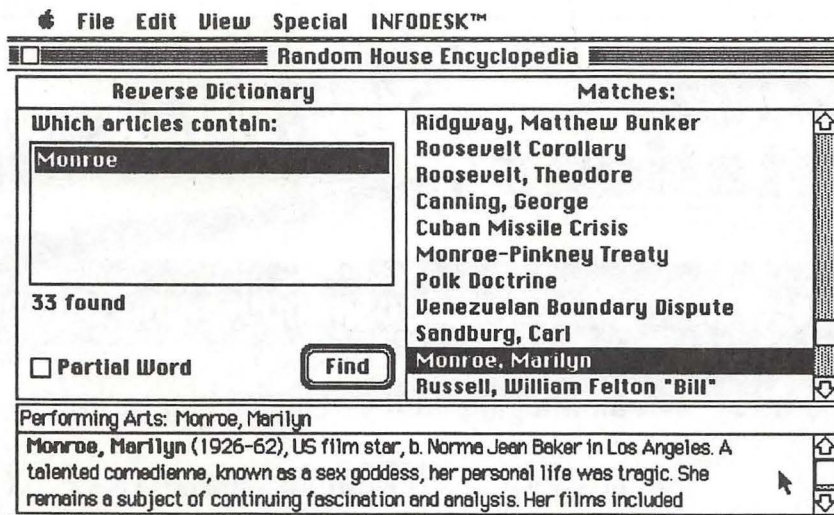 File Edit View Special INFODESK™
Random House Encyclopedia
Reverse Dictionary
Which articles contain:
Monroe
33 found
Partial Word
Find
Matches:
Ridgway, Matthew Bunker
Roosevelt Corollary
Roosevelt, Theodore
Canning, George
Cuban Missile Crisis
Monroe-Pinkney Treaty
Polk Doctrine
Venezuelan Boundary Dispute
Sandburg, Carl
Monroe, Marilyn
Russell, William Felton "Bill"
Performing Arts: Monroe, Marilyn
Monroe, Marilyn (1926-62), US film star, b. Norma Jean Baker in Los Angeles. A
talented comedienne, known as a sex goddess, her personal life was tragic. She
remains a subject of continuing fascination and analysis. Her films included